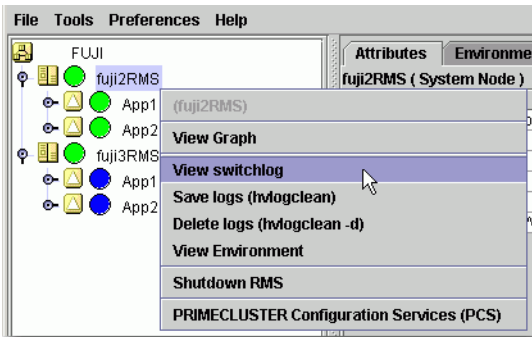 File Tools Preferences Help
FUJI
Attributes Environme
fuji2RMS
fuji2RMS ( System Node )
App1
(fuji2RMS)
App2
View Graph
fuji3RMS
View switchlog
App1
Save logs (hvlogclean)
App2
Delete logs (hvlogclean -d)
View Environment
Shutdown RMS
PRIMECLUSTER Configuration Services (PCS)